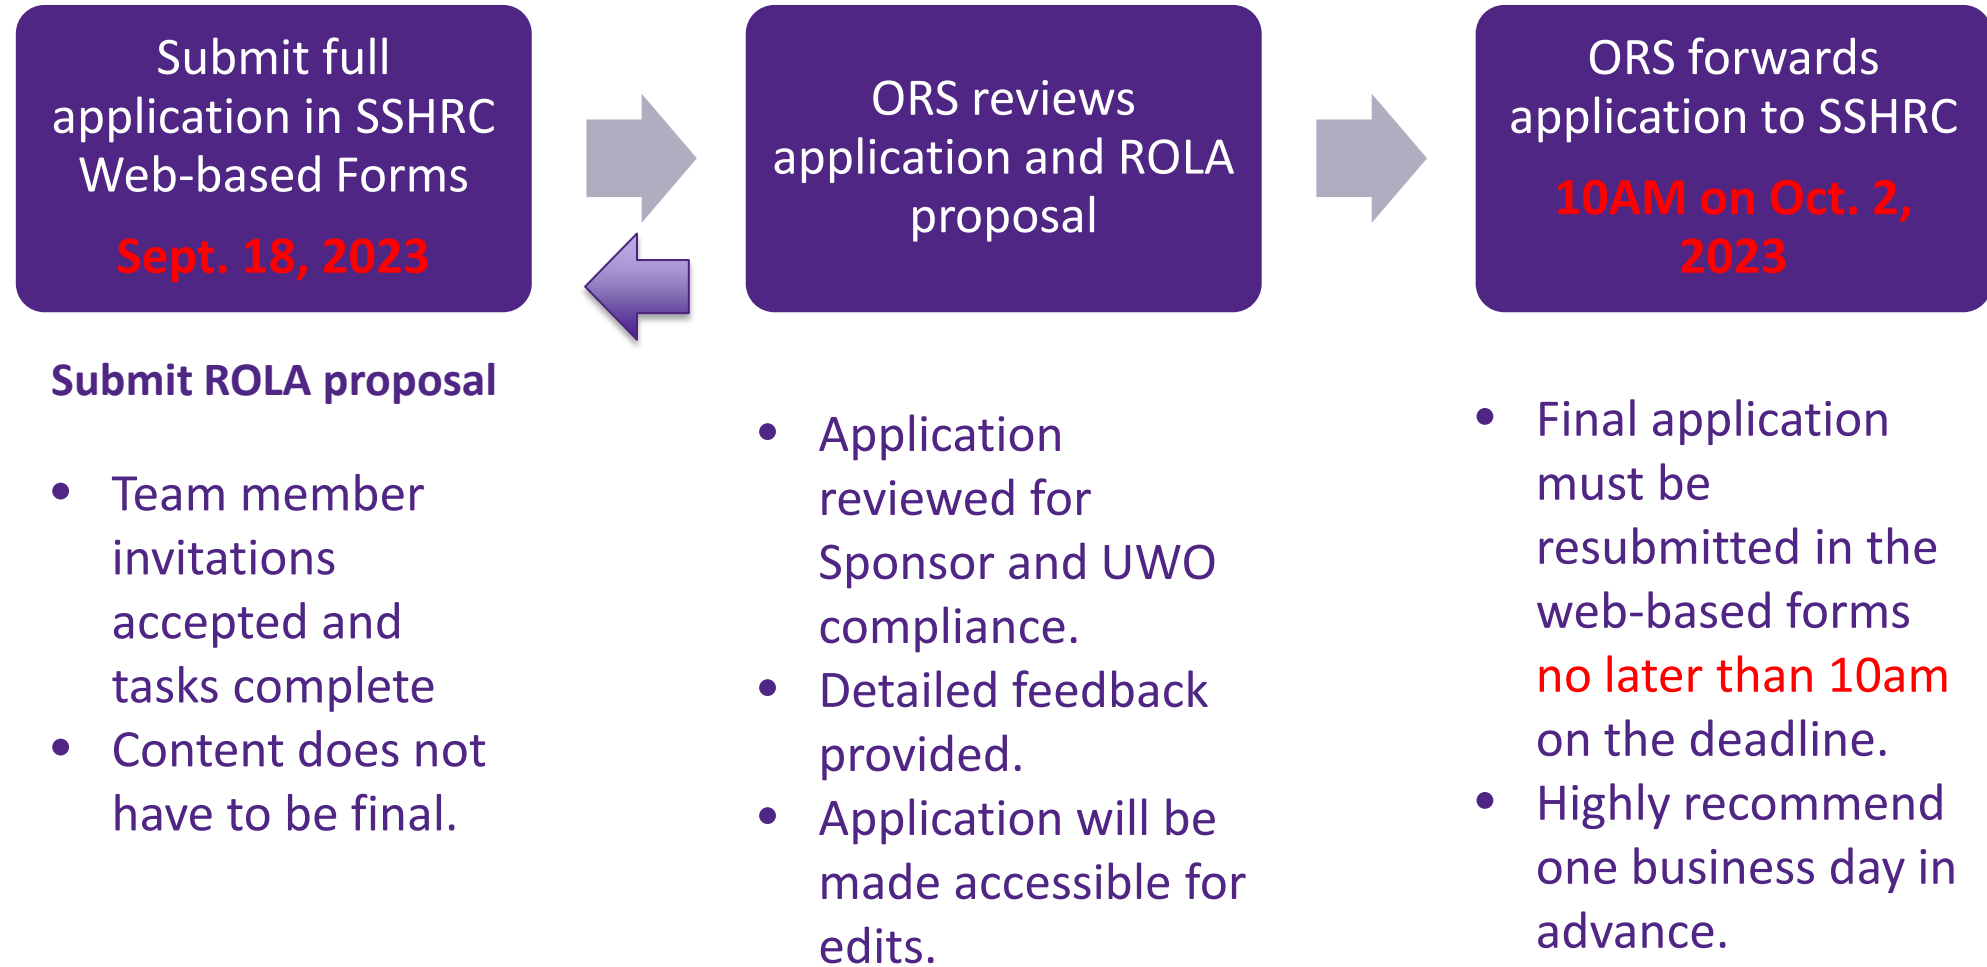 Submit full
application in SSHRC
Web-based Forms
Sept. 18, 2023
Submit ROLA proposal
• Team member
invitations
accepted and
tasks complete
• Content does not
have to be final.
ORS reviews
application and ROLA
proposal
• Application
reviewed for
Sponsor and UWO
compliance.
• Detailed feedback
provided.
• Application will be
made accessible for
edits.
ORS forwards
application to SSHRC
10AM on Oct. 2,
2023
• Final application
must be
resubmitted in the
web-based forms
no later than 10am
on the deadline.
• Highly recommend
one business day in
advance.